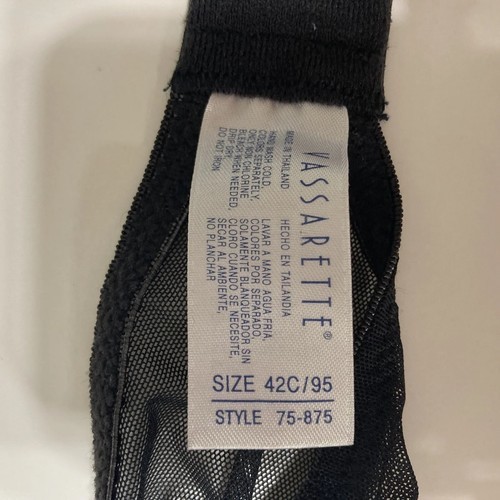 VASSARETTE®
MADE IN THAILAND
HAND WASH COLD,
COLORS SEPARATELY,
ONLY NON-CHLORINE
BLEACH WHEN NEEDED,
DRIP DRY,
DO NOT IRON
HECHO EN TAILANDIA
LAVAR A MANO AGUA FRIA,
COLORES POR SEPARADO,
SOLAMENTE BLANQUEADOR SIN
CLORO CUANDO SE NECESITE,
SECAR AL AMBIENTE,
NO PLANCHAR
SIZE 42C/95
STYLE 75-875